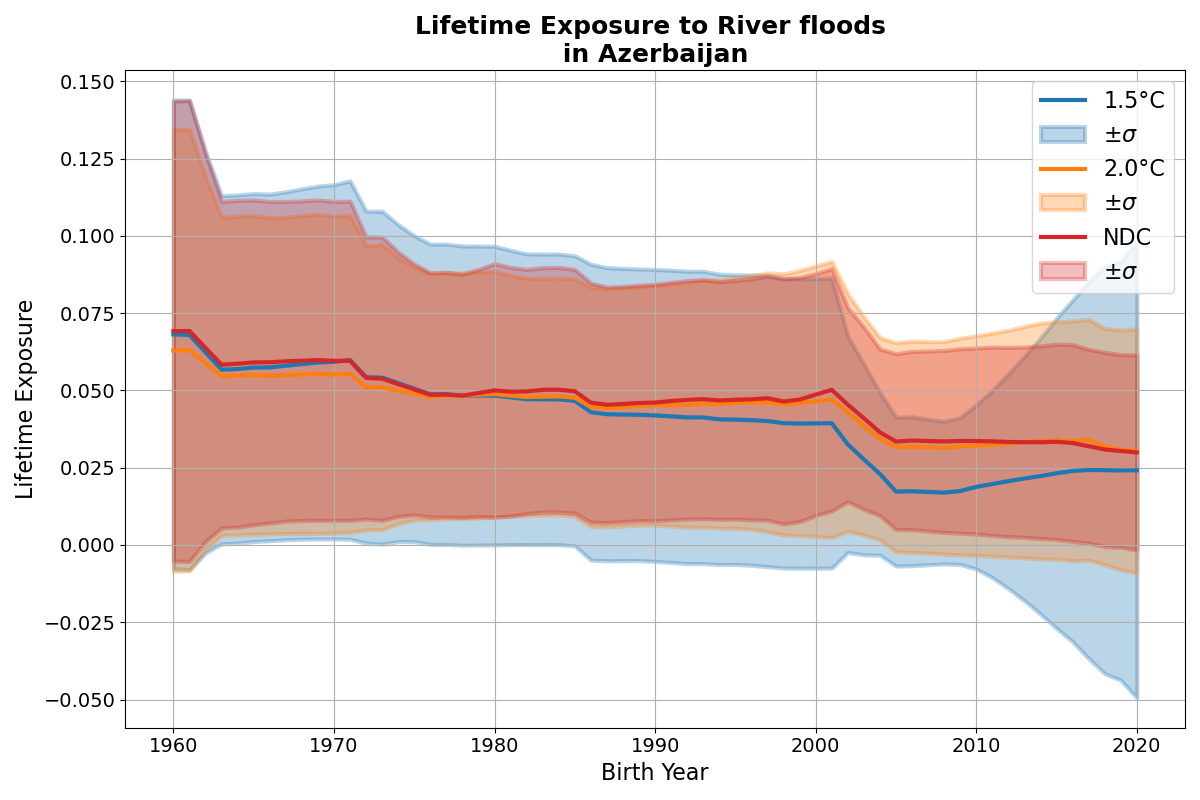 Lifetime Exposure to River floods
in Azerbaijan
Lifetime Exposure
0.150
0.125
0.100
0.075
0.050
0.025
0.000
−0.025
−0.050
1.5°C
±σ
2.0°C
±σ
NDC
±σ
1960
1970
1980
1990
2000
2010
2020
Birth Year